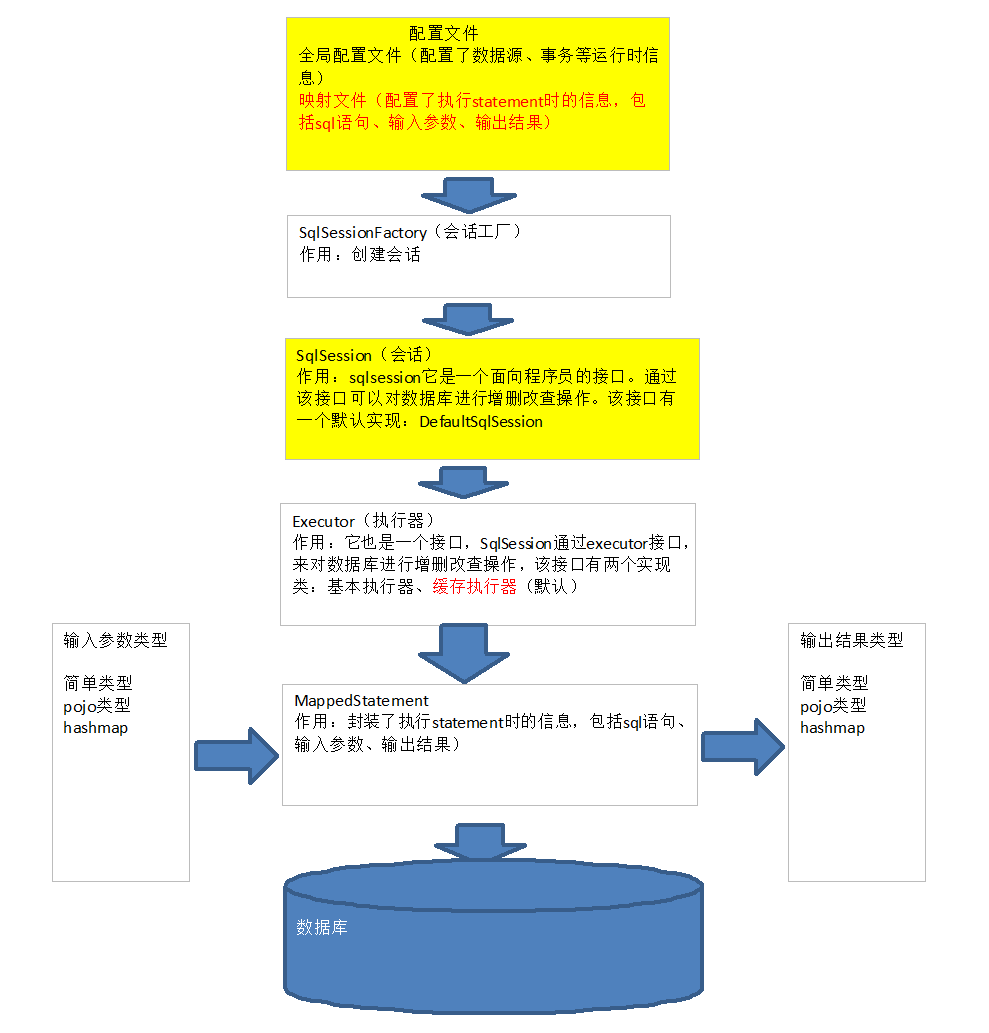 配置文件
全局配置文件（配置了数据源、事务等运行时信
息）
映射文件（配置了执行statement时的信息，包
括sql语句、输入参数、输出结果）
SqlSessionFactory（会话工厂）
作用：创建会话
SqlSession（会话）
作用：sqlsession它是一个面向程序员的接口。通过
该接口可以对数据库进行增删改查操作。该接口有
一个默认实现：DefaultSqlSession
Executor（执行器）
作用：它也是一个接口，SqlSession通过executor接口，
来对数据库进行增删改查操作，该接口有两个实现
类：基本执行器、缓存执行器（默认）
输入参数类型
简单类型
pojo类型
hashmap
MappedStatement
作用：封装了执行statement时的信息，包括sql语句、
输入参数、输出结果）
输出结果类型
简单类型
pojo类型
hashmap
数据库